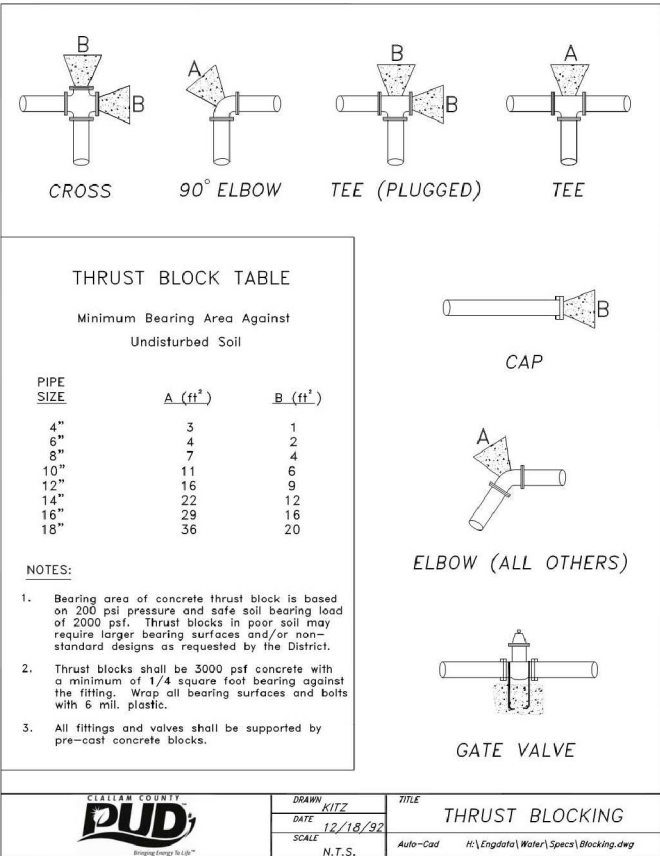 B
B
CROSS
A
90° ELBOW
B
B
TEE (PLUGGED)
A
TEE
THRUST BLOCK TABLE
Minimum Bearing Area Against
Undisturbed Soil
PIPE
SIZE A (ft²) B (ft²)
4" 3 1
6" 4 2
8" 7 4
10" 11 6
12" 16 9
14" 22 12
16" 29 16
18" 36 20
NOTES:
1. Bearing area of concrete thrust block is based
on 200 psi pressure and safe soil bearing load
of 2000 psf. Thrust blocks in poor soil may
require larger bearing surfaces and/or non-
standard designs as requested by the District.
2. Thrust blocks shall be 3000 psf concrete with
a minimum of 1/4 square foot bearing against
the fitting. Wrap all bearing surfaces and bolts
with 6 mil. plastic.
3. All fittings and valves shall be supported by
pre-cast concrete blocks.
B
CAP
A
ELBOW (ALL OTHERS)
GATE VALVE
CLALLAM COUNTY
PUD
Bringing Energy To Life™
DRAWN KITZ
DATE 12/18/92
SCALE N.T.S.
TITLE
THRUST BLOCKING
Auto-Cad H:\Engdata\Water\Specs\Blocking.dwg